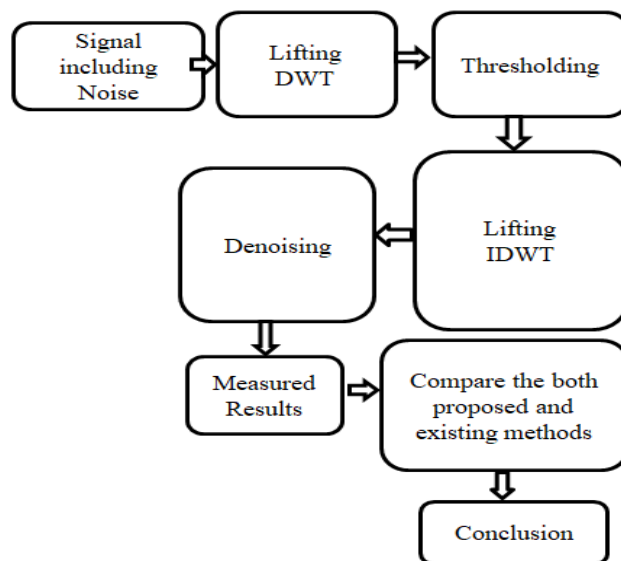 Signal
including
Noise
Lifting
DWT
Thresholding
Lifting
IDWT
Denoising
Measured
Results
Compare the both
proposed and
existing methods
Conclusion